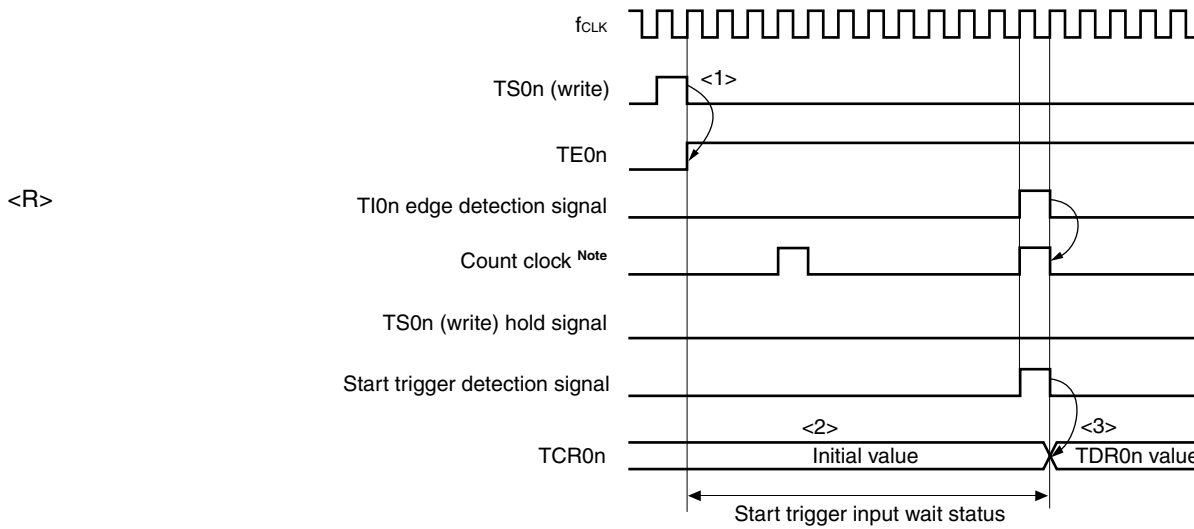 fCLK
TS0n (write)
<1>
TE0n
<R>
TI0n edge detection signal
Count clock Note
TS0n (write) hold signal
Start trigger detection signal
<2>
<3>
TCR0n
Initial value
TDR0n value
Start trigger input wait status